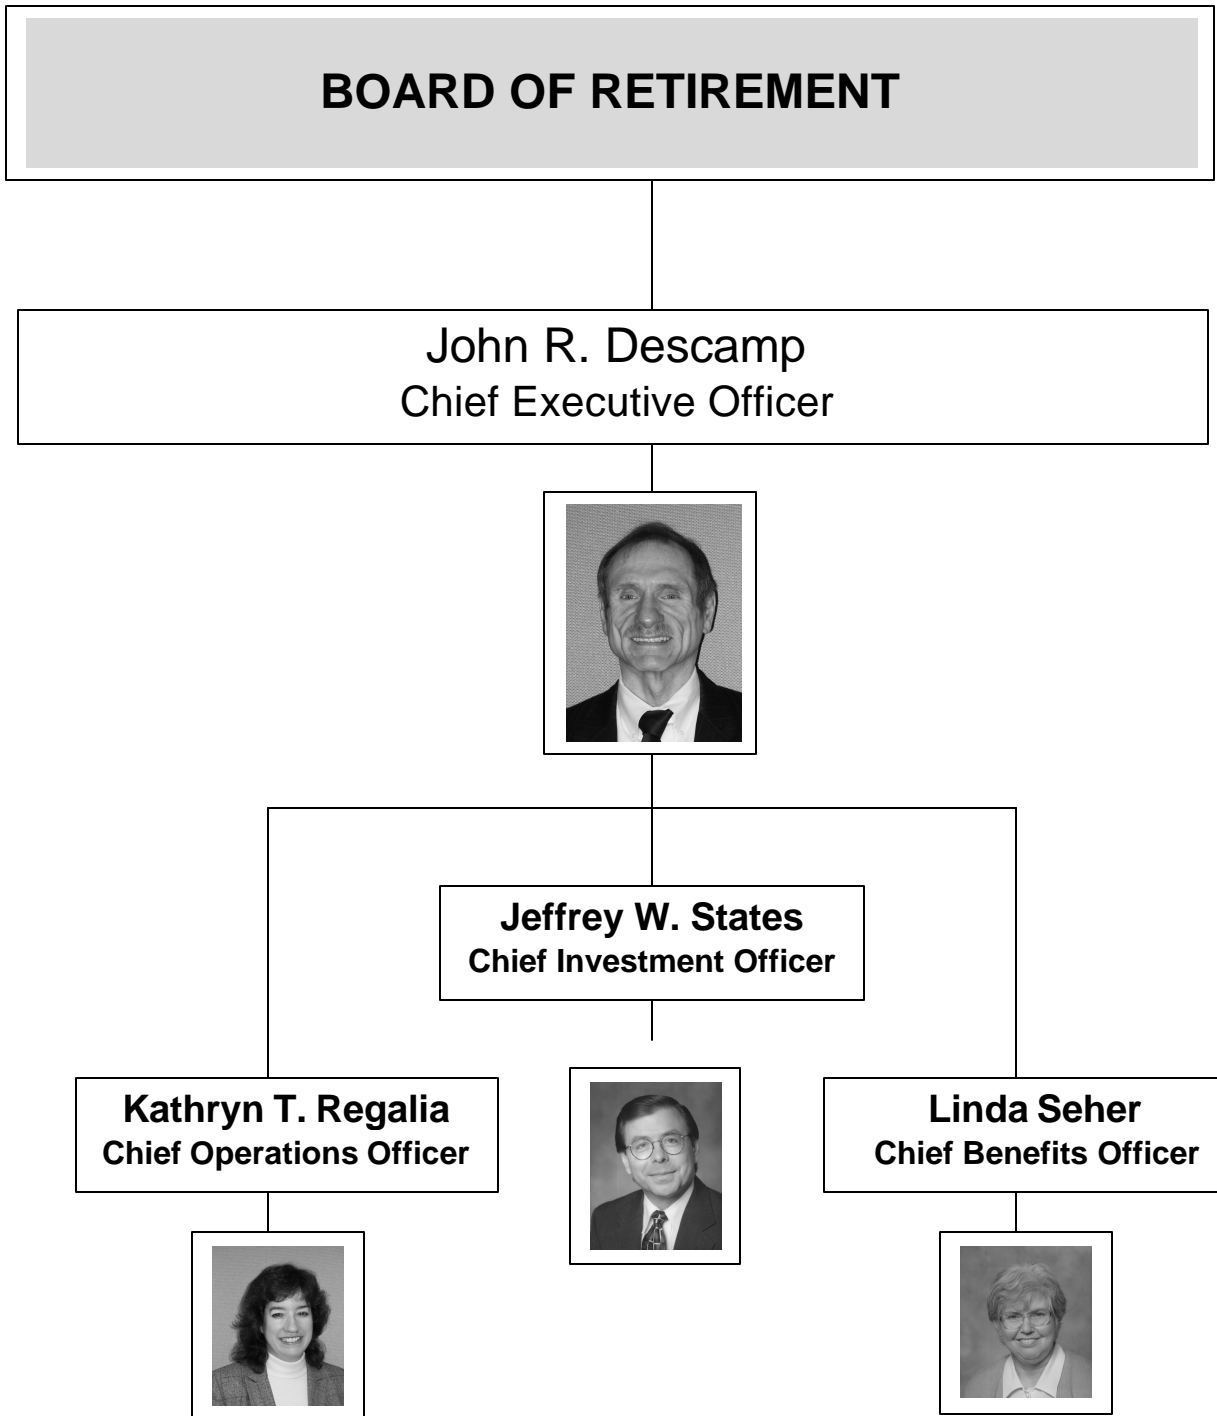 BOARD OF RETIREMENT
John R. Descamp
Chief Executive Officer
Jeffrey W. States
Chief Investment Officer
Kathryn T. Regalia
Chief Operations Officer
Linda Seher
Chief Benefits Officer